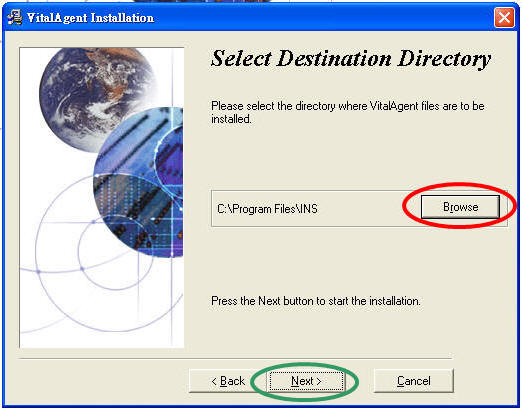 VitalAgent Installation
Select Destination Directory
Please select the directory where VitalAgent files are to be
installed.
C:\Program Files\INS
Browse
Press the Next button to start the installation.
< Back
Next >
Cancel